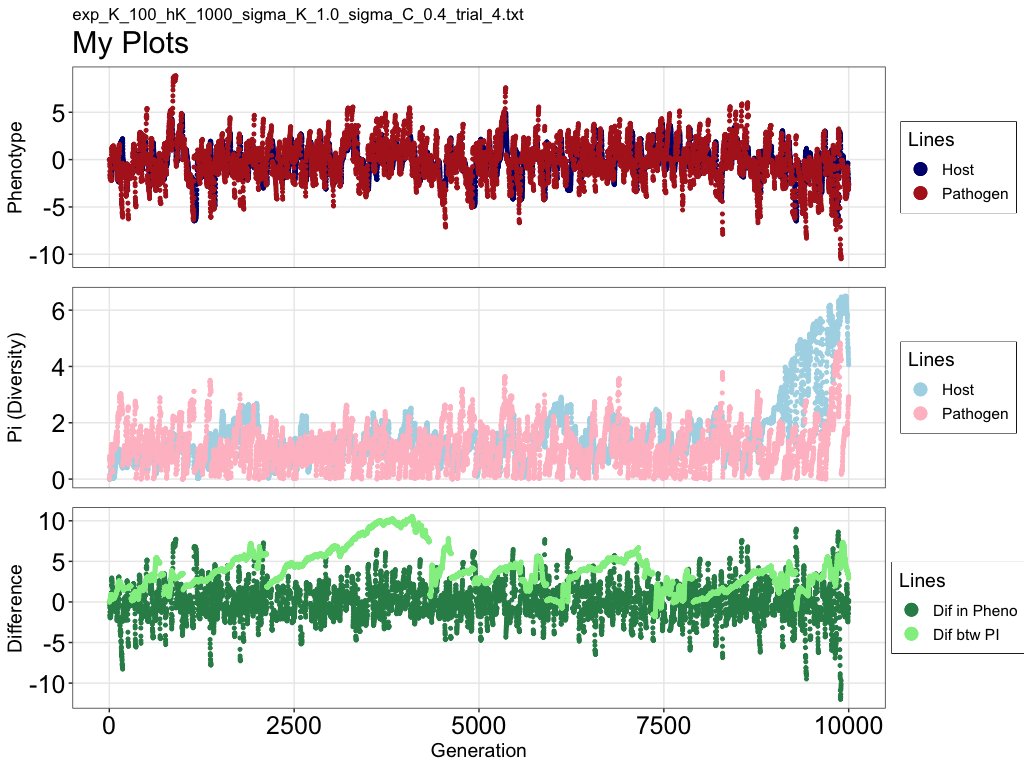 exp_K_100_hK_1000_sigma_K_1.0_sigma_C_0.4_trial_4.txt
My Plots
Phenotype
5
0
-5
-10
Lines
Host
Pathogen
Pi (Diversity)
6
4
2
0
Lines
Host
Pathogen
Difference
10
5
0
-5
-10
Lines
Dif in Pheno
Dif btw PI
0 2500 5000 7500 10000
Generation